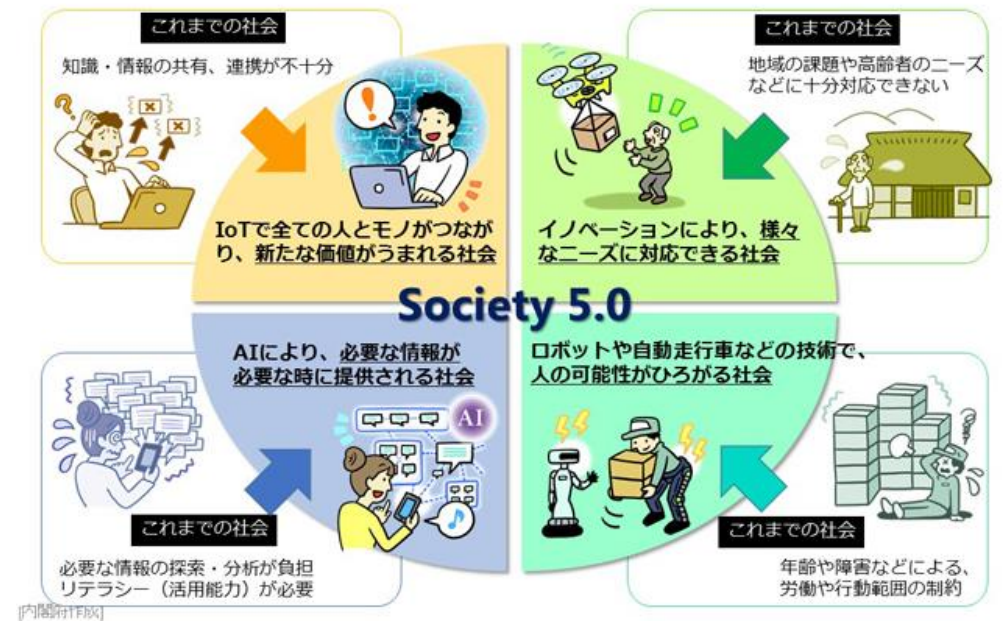 これまでの社会
知識・情報の共有、連携が不十分
IoTで全ての人とモノがつなが
り、新たな価値がうまれる社会
これまでの社会
地域の課題や高齢者のニーズ
などに十分対応できない
イノベーションにより、様々
なニーズに対応できる社会
Society 5.0
AIにより、必要な情報が
必要な時に提供される社会
AI
これまでの社会
必要な情報の探索・分析が負担
リテラシー（活用能力）が必要
ロボットや自動走行車などの技術で、
人の可能性がひろがる社会
これまでの社会
年齢や障害などによる、
労働や行動範囲の制約
[内閣府作成]